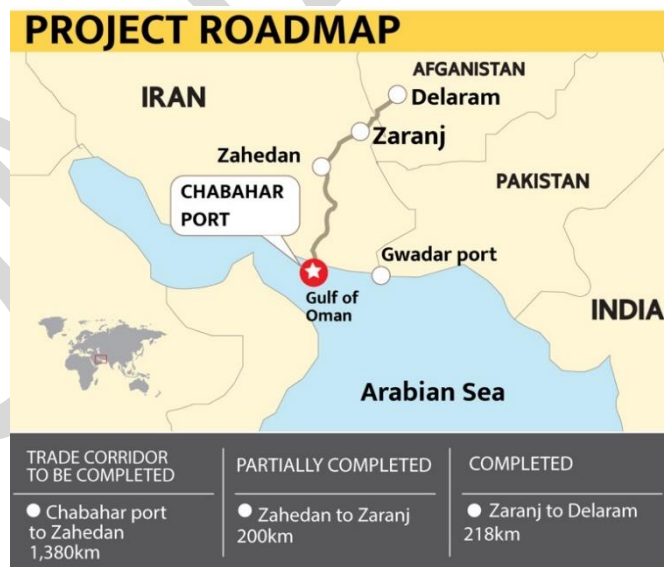 PROJECT ROADMAP
AFGANISTAN
IRAN
Delaram
Zaranj
Zahedan
PAKISTAN
CHABAHAR
PORT
Gwadar port
Gulf of
Oman
INDIA
Arabian Sea
TRADE CORRIDOR
TO BE COMPLETED
Chabahar port
to Zahedan
1,380km
PARTIALLY COMPLETED
Zahedan to Zaranj
200km
COMPLETED
Zaranj to Delaram
218km